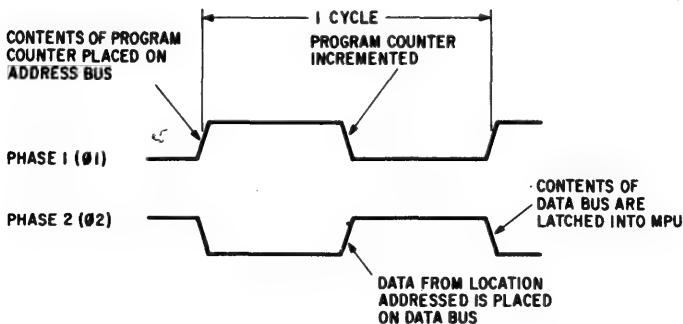 1 CYCLE
CONTENTS OF PROGRAM
COUNTER PLACED ON
ADDRESS BUS
PROGRAM COUNTER
INCREMENTED
PHASE 1 (Ø1)
PHASE 2 (Ø2)
CONTENTS OF
DATA BUS ARE
LATCHED INTO MPU
DATA FROM LOCATION
ADDRESSED IS PLACED
ON DATA BUS